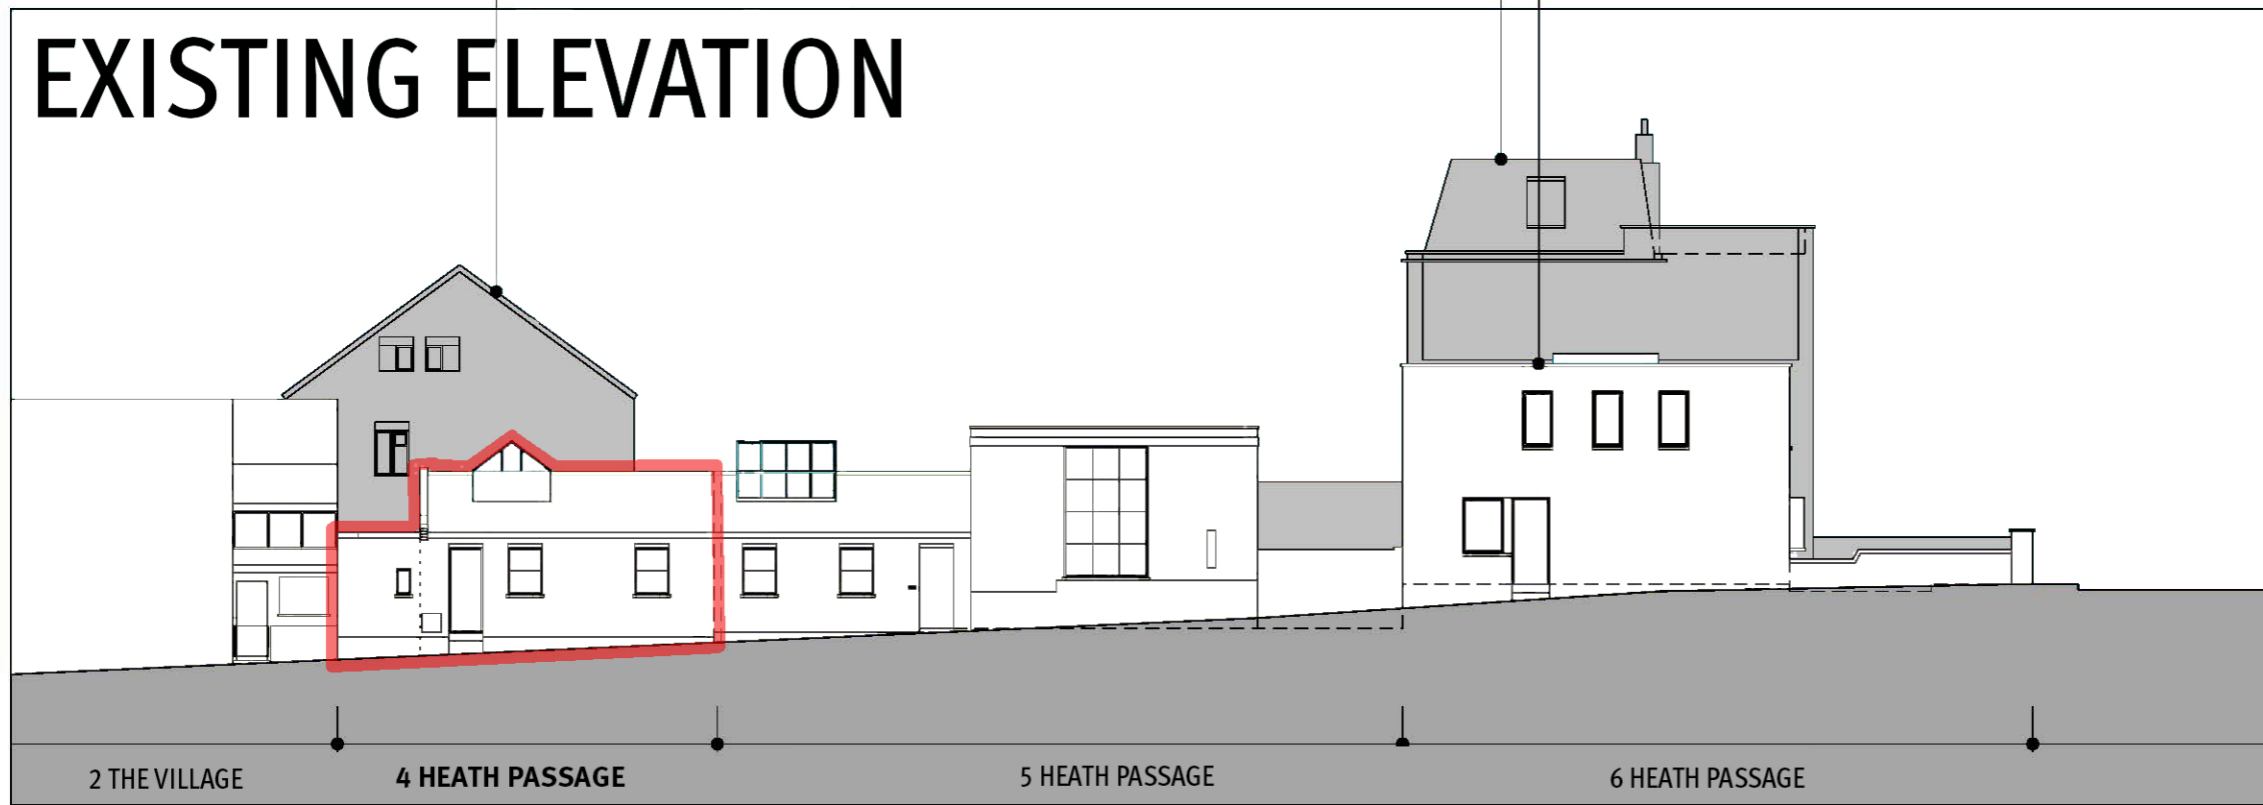 EXISTING ELEVATION
2 THE VILLAGE
4 HEATH PASSAGE
5 HEATH PASSAGE
6 HEATH PASSAGE